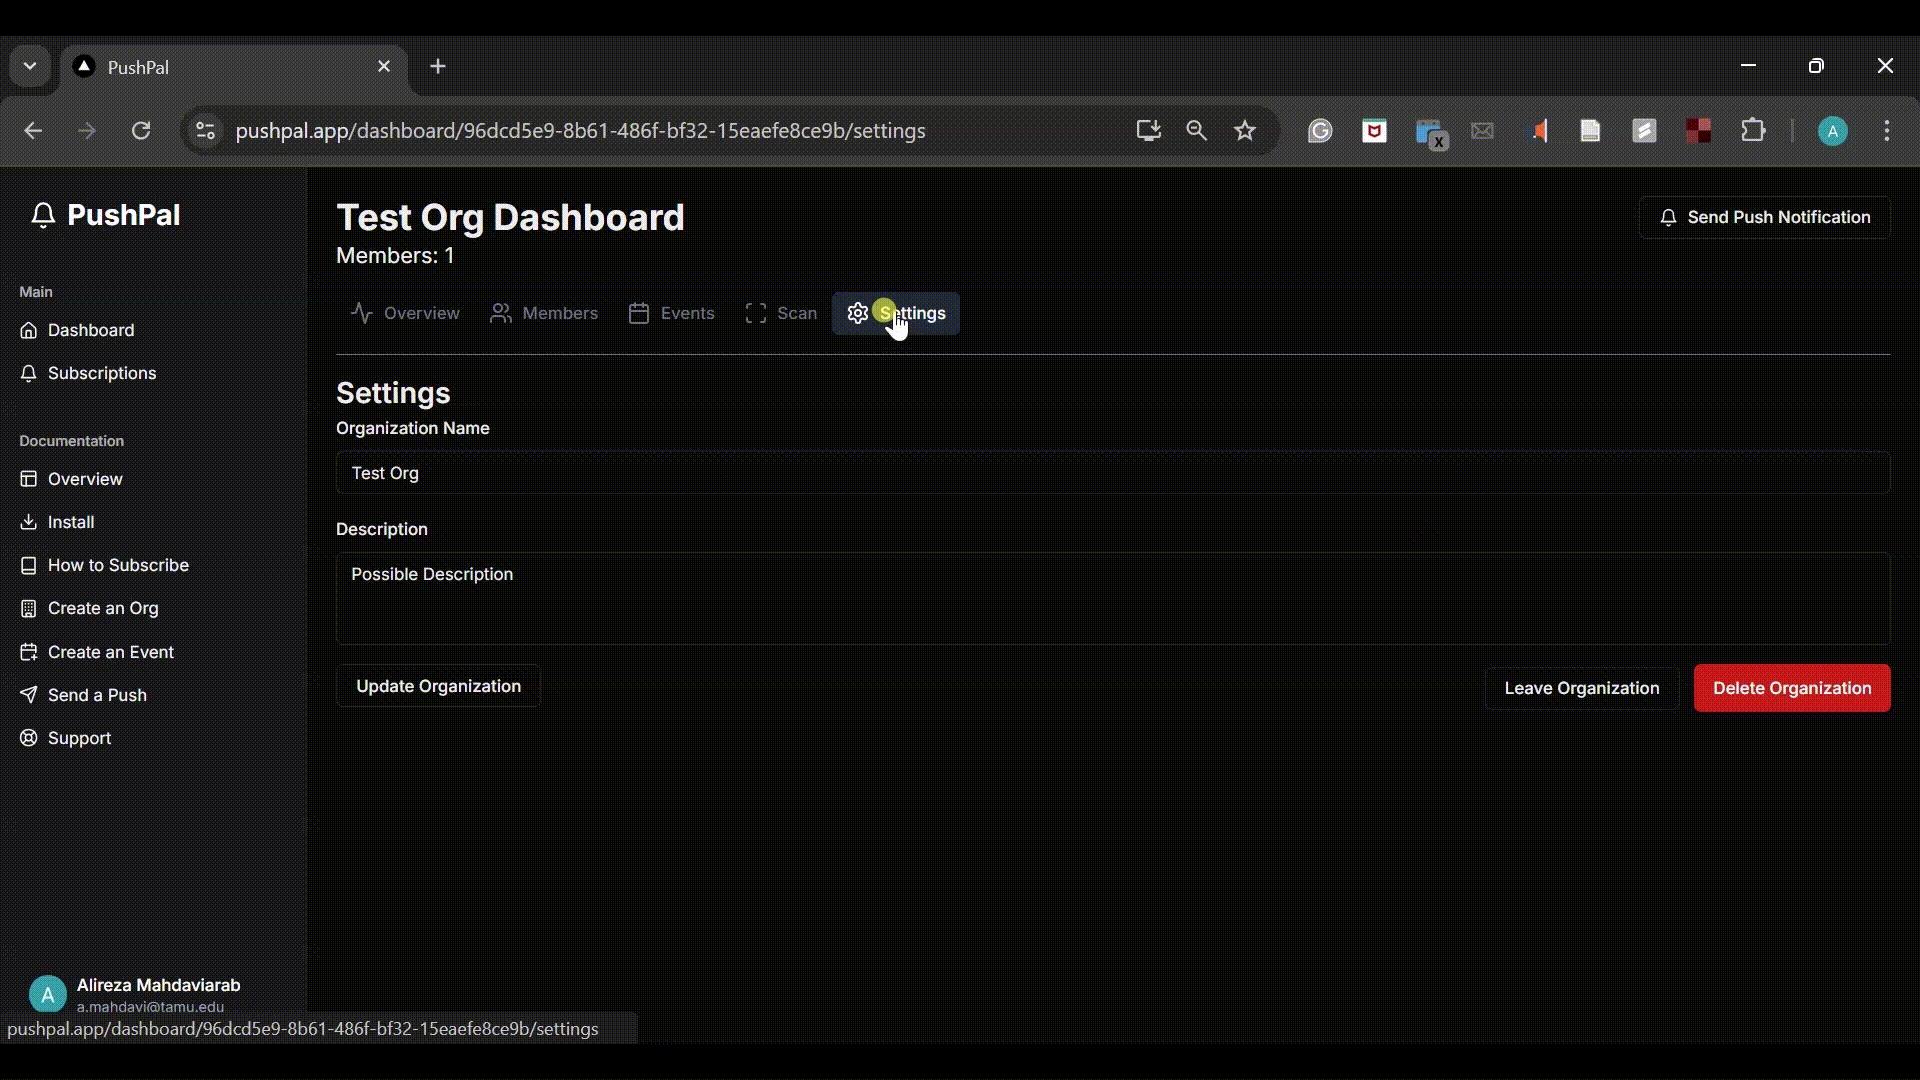 PushPal
pushpal.app/dashboard/96dcd5e9-8b61-486f-bf32-15eaefe8ce9b/settings
X
A
PushPal
Main
Dashboard
Subscriptions
Documentation
Overview
Install
How to Subscribe
Create an Org
Create an Event
Send a Push
Support
A
Alireza Mahdaviarab
a.mahdavi@tamu.edu
Test Org Dashboard
Send Push Notification
Members: 1
Overview Members Events Scan Settings
Settings
Organization Name
Test Org
Description
Possible Description
Update Organization Leave Organization Delete Organization
pushpal.app/dashboard/96dcd5e9-8b61-486f-bf32-15eaefe8ce9b/settings